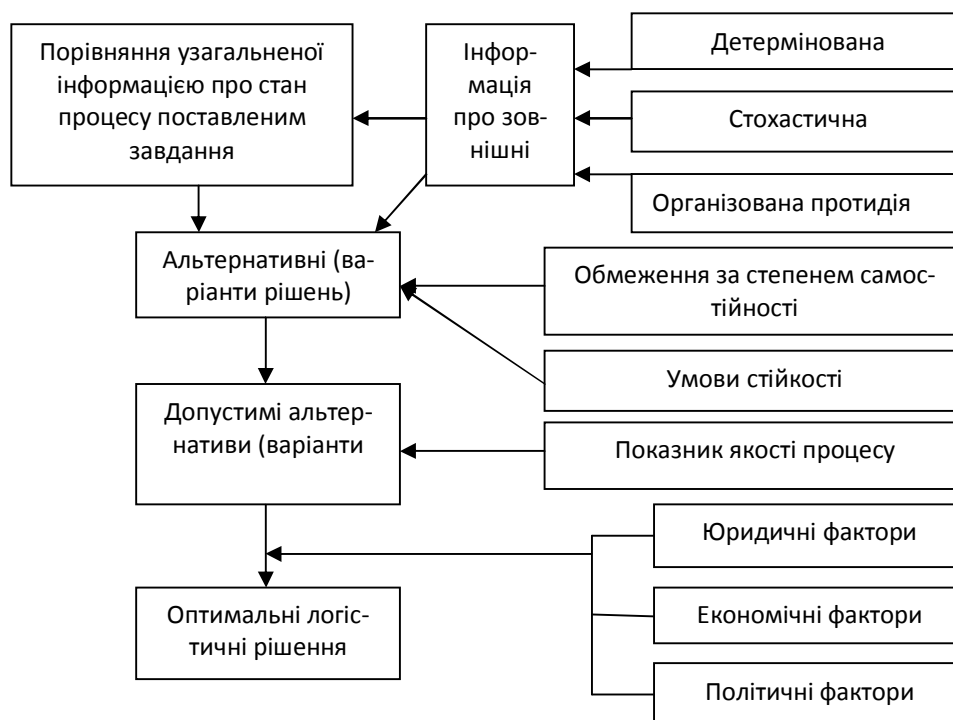 Порівняння узагальненої
інформацією про стан
процесу поставленим
завдання
Інфор-
мація
про зов-
нішні
Детермінована
Стохастична
Організована протидія
Альтернативні (ва-
ріанти рішень)
Обмеження за степенем самос-
тійності
Умови стійкості
Допустимі альтер-
нативи (варіанти
Показник якості процесу
Юридичні фактори
Економічні фактори
Політичні фактори
Оптимальні логіс-
тичні рішення